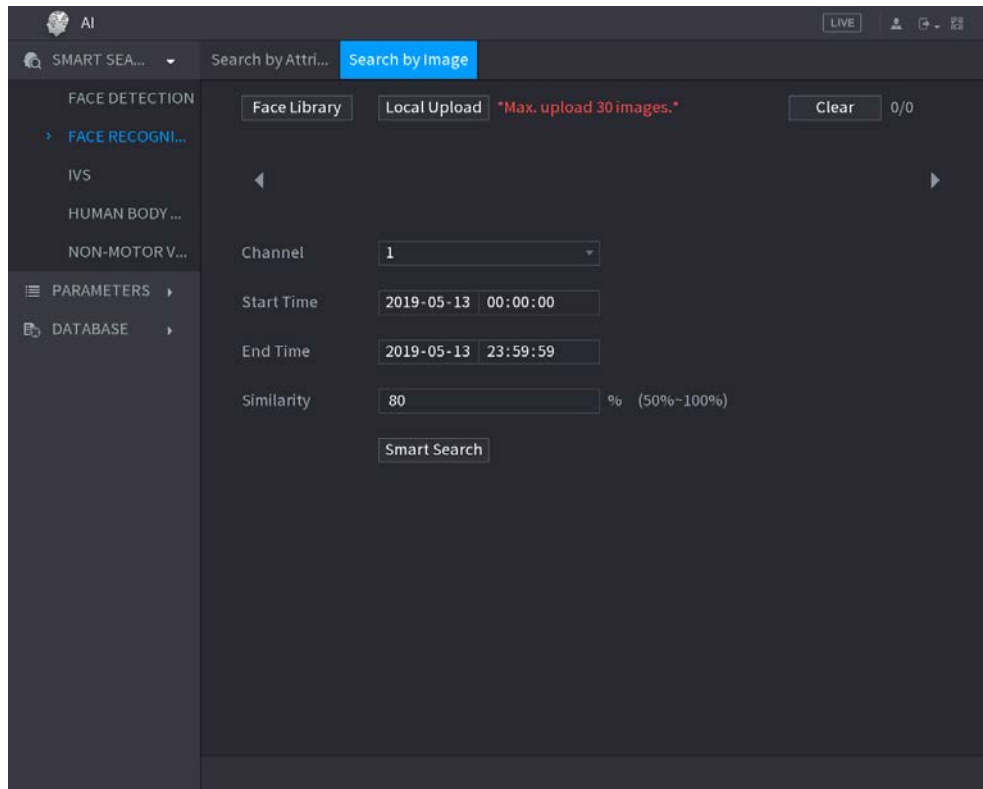 AI LIVE
SMART SEA... Search by Attri... Search by Image
FACE DETECTION
Face Library Local Upload *Max. upload 30 images.* Clear 0/0
FACE RECOGNI...
IVS
HUMAN BODY ...
NON-MOTOR V...
PARAMETERS
DATABASE
Channel 1
Start Time 2019-05-13 00:00:00
End Time 2019-05-13 23:59:59
Similarity 80 % (50%~100%)
Smart Search